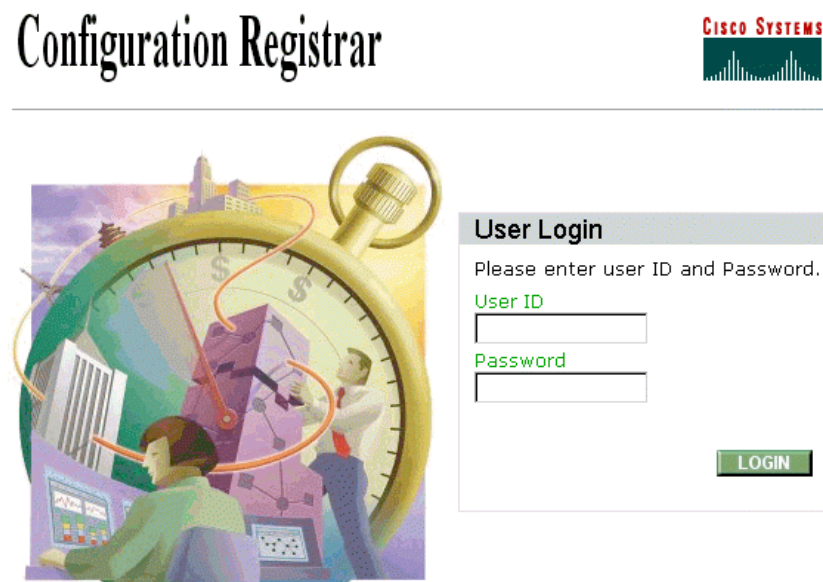 Configuration Registrar
CISCO SYSTEMS
User Login
Please enter user ID and Password.
User ID
Password
LOGIN
$
$
$